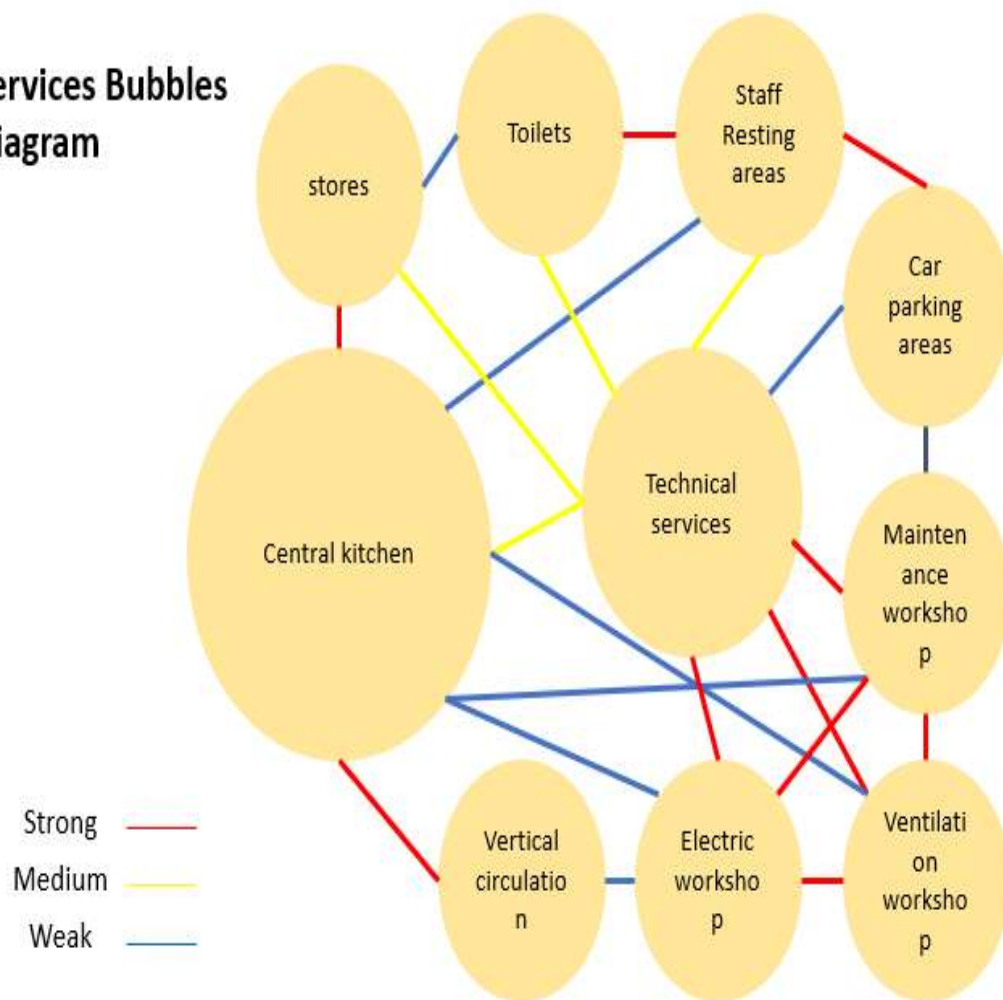 ervices Bubbles
iagram
stores
Toilets
Staff
Resting
areas
Car
parking
areas
Central kitchen
Technical
services
Mainten
ance
worksho
p
Vertical
circulatio
n
Electric
worksho
p
Ventilati
on
worksho
p
Strong
Medium
Weak